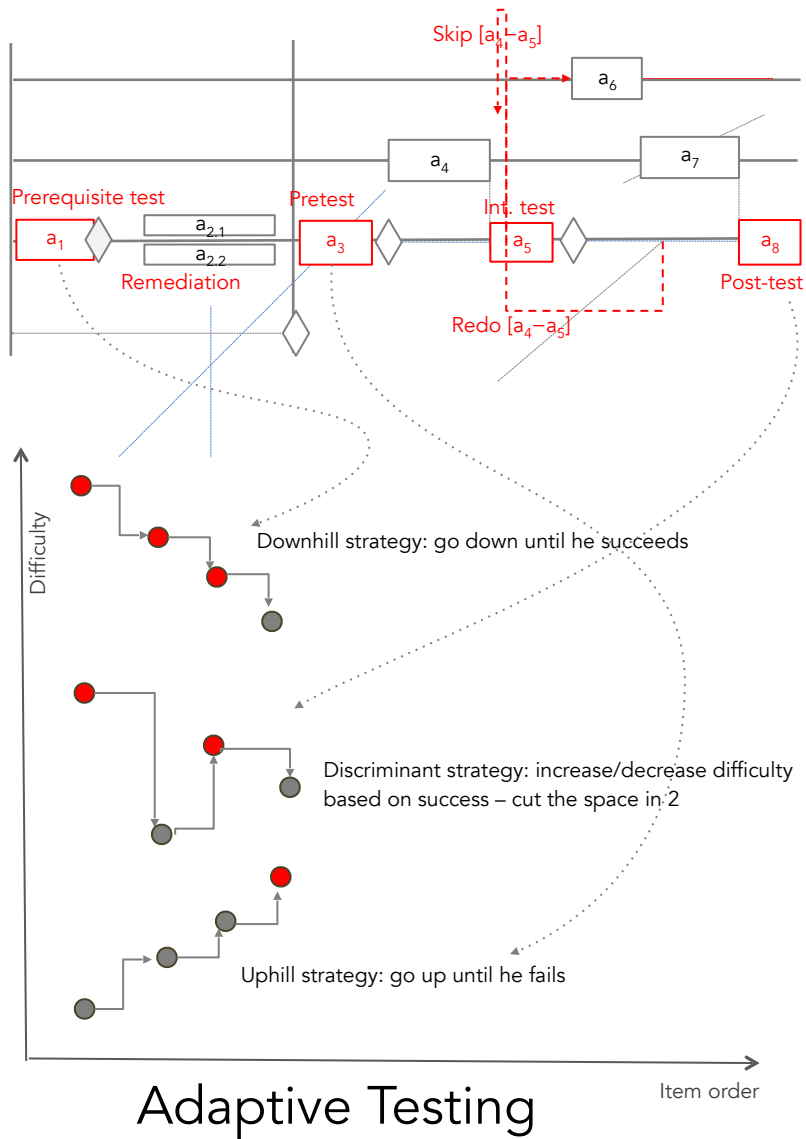 Skip [a4–a5]
a6
a4
a7
Prerequisite test
Pretest
Int. test
a1
a2.1
a2.2
a3
a5
a8
Remediation
Post-test
Redo [a4–a5]
Difficulty
Downhill strategy: go down until he succeeds
Discriminant strategy: increase/decrease difficulty
based on success – cut the space in 2
Uphill strategy: go up until he fails
Item order
Adaptive Testing